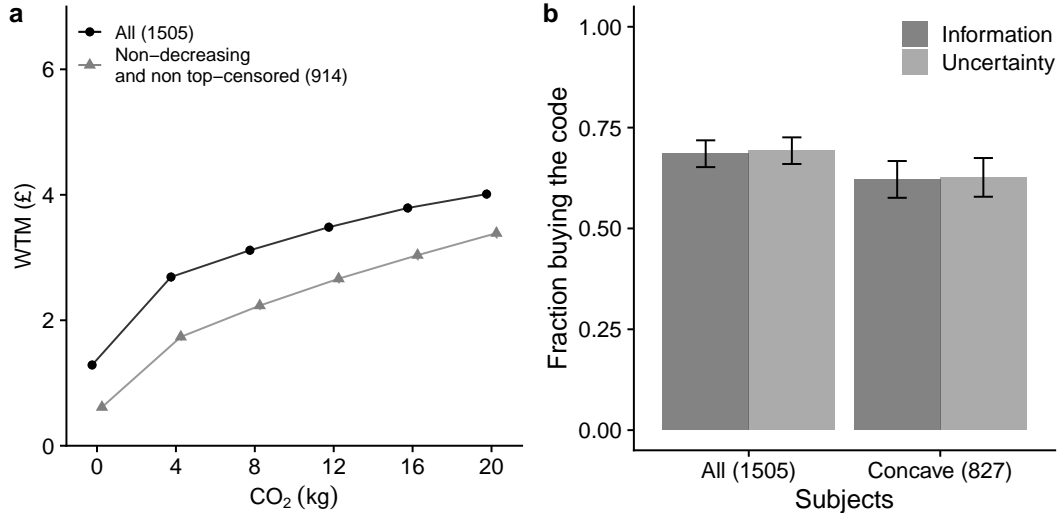 a
All (1505)
Non−decreasing
and non top−censored (914)
6
4
2
0
WTM (£)
0 4 8 12 16 20
CO₂ (kg)
b
Information
Uncertainty
1.00
0.75
0.50
0.25
0.00
Fraction buying the code
All (1505) Concave (827)
Subjects